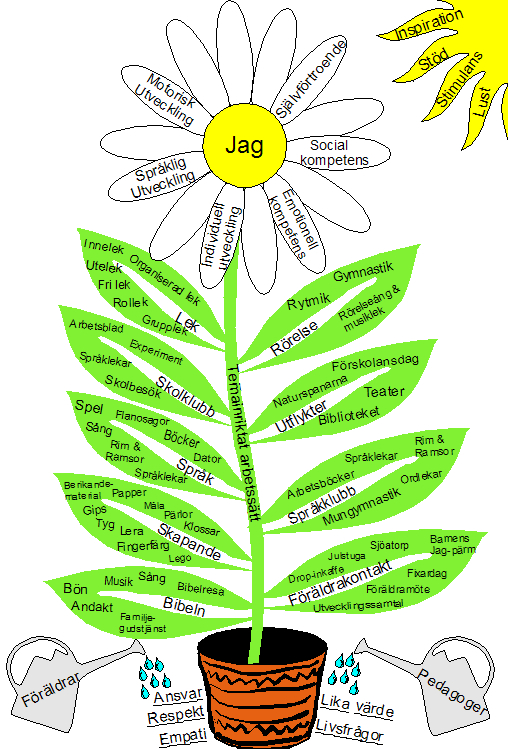 Inspiration
Stöd
Stimulans
Lust
Motorisk
Utveckling
Självförtroende
Jag
Social
kompetens
Språklig
Utveckling
Individuell
utveckling
Emotionell
kompetens
Innelek
Utelek
Organiserad lek
Fri lek
Rollek
Grupplek
Lek
Gymnastik
Rytmik
Rörelsesång &
musiklek
Rörelse
Arbetsblad
Experiment
Språklekar
Skolbesök
Skolklubb
Förskolansdag
Naturspanarna
Teater
Biblioteket
Utflykter
Temainriktat arbetssätt
Spel
Flanosagor
Sång
Böcker
Rim &
Ramsor
Dator
Språklekar
Språk
Rim &
Ramsor
Språklekar
Arbetsböcker
Ordlekar
Mungymnastik
Språkklubb
Berikande-
material
Papper
Måla
Gips
Pärlor
Tyg
Lera
Klossar
Fingerfärg
Lego
Skapande
Julstuga
Sjöatorp
Barnens
Jag-pärm
Drop-inkaffe
Fixardag
Föräldramöte
Utvecklingssamtal
Föräldrakontakt
Bön
Musik
Sång
Bibelresa
Andakt
Familje-
gudstjänst
Bibeln
Föräldrar
Ansvar
Respekt
Empati
Lika värde
Livsfrågor
Pedagoger